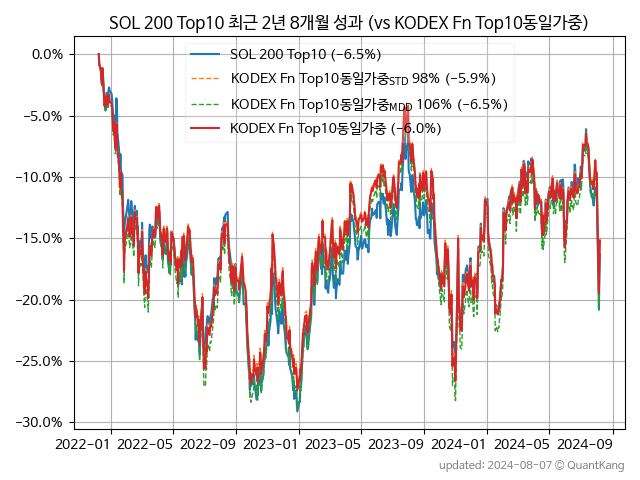 SOL 200 Top10 최근 2년 8개월 성과 (vs KODEX Fn Top10동일가중)
SOL 200 Top10 (−6.5%)
KODEX Fn Top10동일가중STD 98% (−5.9%)
KODEX Fn Top10동일가중MDD 106% (−6.5%)
KODEX Fn Top10동일가중 (−6.0%)
0.0%
−5.0%
−10.0%
−15.0%
−20.0%
−25.0%
−30.0%
2022-01 2022-05 2022-09 2023-01 2023-05 2023-09 2024-01 2024-05 2024-09
updated: 2024-08-07 © QuantKang